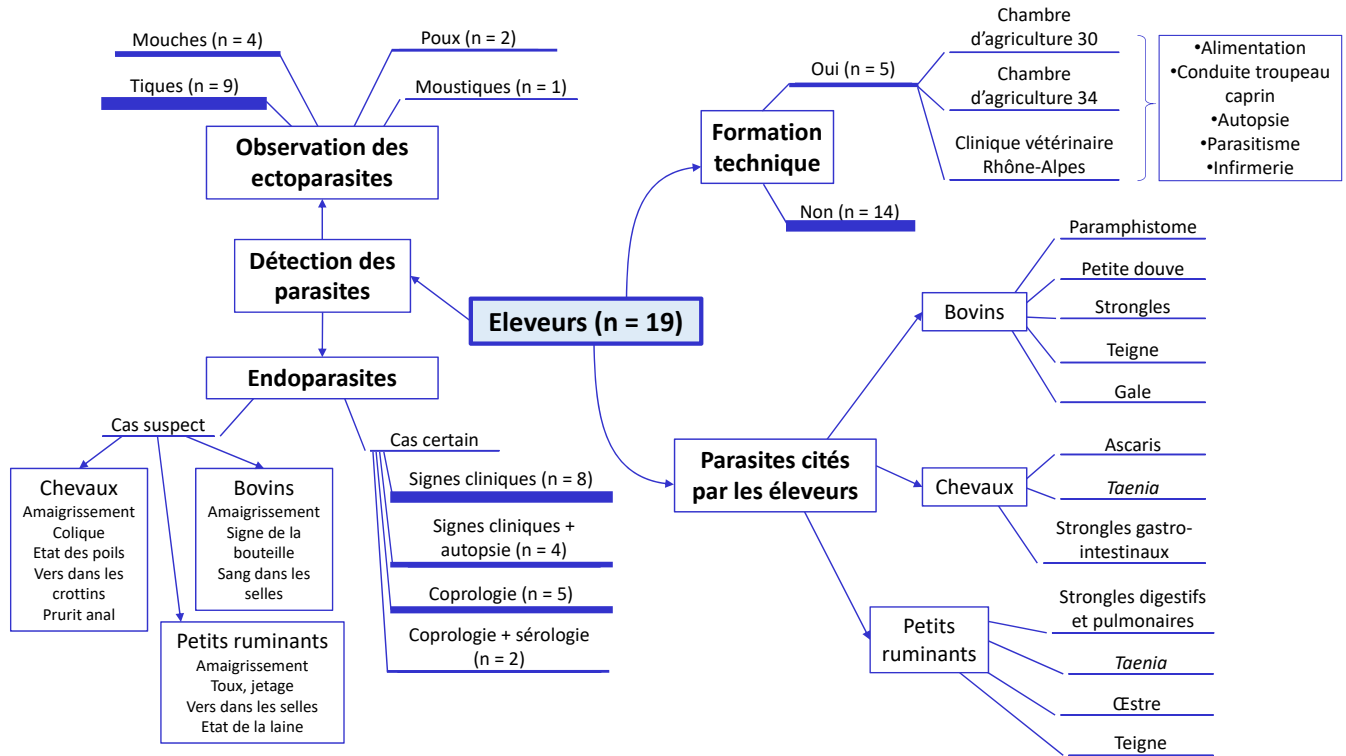 Mouches (n = 4)
Poux (n = 2)
Tiques (n = 9)
Moustiques (n = 1)
Observation des
ectoparasites
Détection des
parasites
Endoparasites
Cas suspect
Chevaux
Amaigrissement
Colique
Etat des poils
Vers dans les
crottins
Prurit anal
Bovins
Amaigrissement
Signe de la
bouteille
Sang dans les
selles
Petits ruminants
Amaigrissement
Toux, jetage
Vers dans les selles
Etat de la laine
Cas certain
Signes cliniques (n = 8)
Signes cliniques +
autopsie (n = 4)
Coprologie (n = 5)
Coprologie + sérologie
(n = 2)
Eleveurs (n = 19)
Formation
technique
Oui (n = 5)
Chambre
d'agriculture 30
Chambre
d'agriculture 34
Clinique vétérinaire
Rhône-Alpes
•Alimentation
•Conduite troupeau
caprin
•Autopsie
•Parasitisme
•Infirmerie
Non (n = 14)
Parasites cités
par les éleveurs
Bovins
Paramphistome
Petite douve
Strongles
Teigne
Gale
Chevaux
Ascaris
Taenia
Strongles gastro-
intestinaux
Petits
ruminants
Strongles digestifs
et pulmonaires
Taenia
Œstre
Teigne